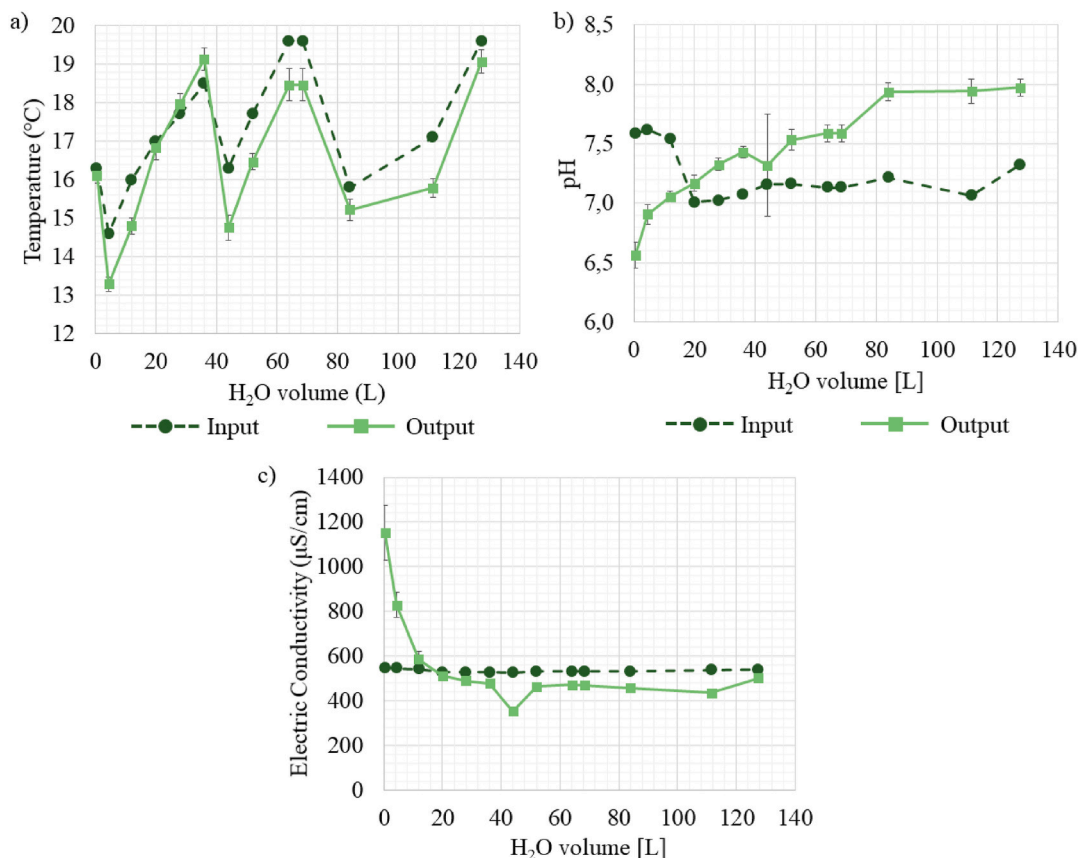 a)
Temperature (°C)
20
19
18
17
16
15
14
13
12
0 20 40 60 80 100 120 140
H₂O volume (L)
Input Output
b)
pH
8,5
8,0
7,5
7,0
6,5
6,0
0 20 40 60 80 100 120 140
H₂O volume [L]
Input Output
c)
Electric Conductivity (µS/cm)
1400
1200
1000
800
600
400
200
0
0 20 40 60 80 100 120 140
H₂O volume [L]